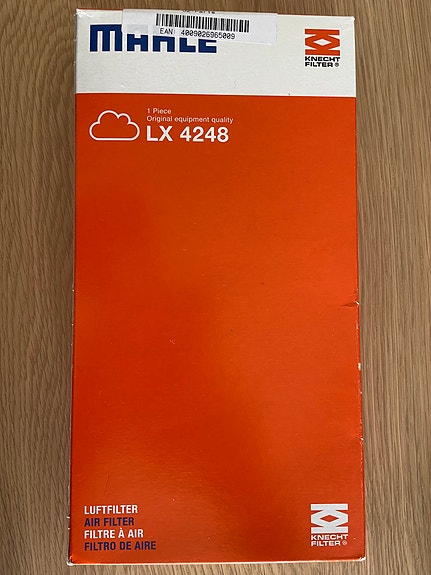 EAN: 4009026965009
MAHLE
KNECHT
FILTER®
1 Piece
Original equipment quality
LX 4248
LUFTFILTER
AIR FILTER
FILTRE À AIR
FILTRO DE AIRE
KNECHT
FILTER®